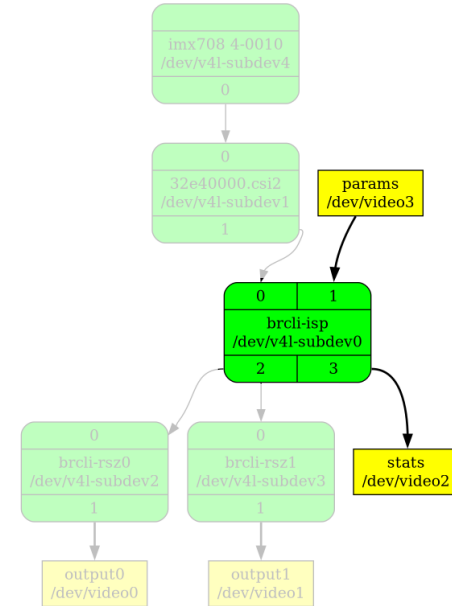 imx708 4-0010
/dev/v4l-subdev4
0
0
32e40000.csi2
/dev/v4l-subdev1
1
params
/dev/video3
0 1
brcli-isp
/dev/v4l-subdev0
2 3
0
brcli-rsz0
/dev/v4l-subdev2
1
0
brcli-rsz1
/dev/v4l-subdev3
1
stats
/dev/video2
output0
/dev/video0
output1
/dev/video1